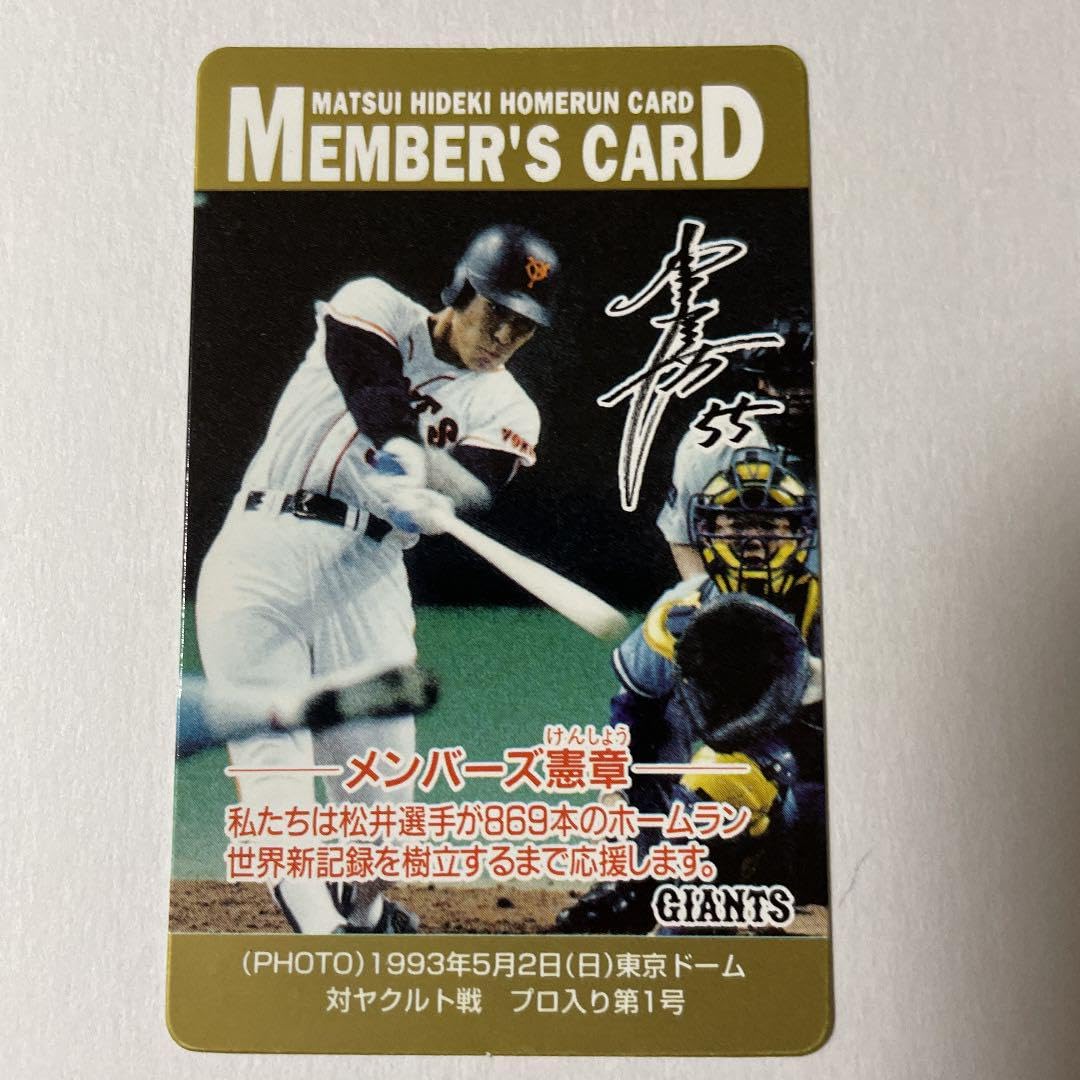 MATSUI HIDEKI HOMERUN CARD
MEMBER'S CARD
55
けんしょう
メンバーズ憲章
私たちは松井選手が869本のホームラン
世界新記録を樹立するまで応援します。
GIANTS
(PHOTO)1993年5月2日(日)東京ドーム
対ヤクルト戦 プロ入り第1号